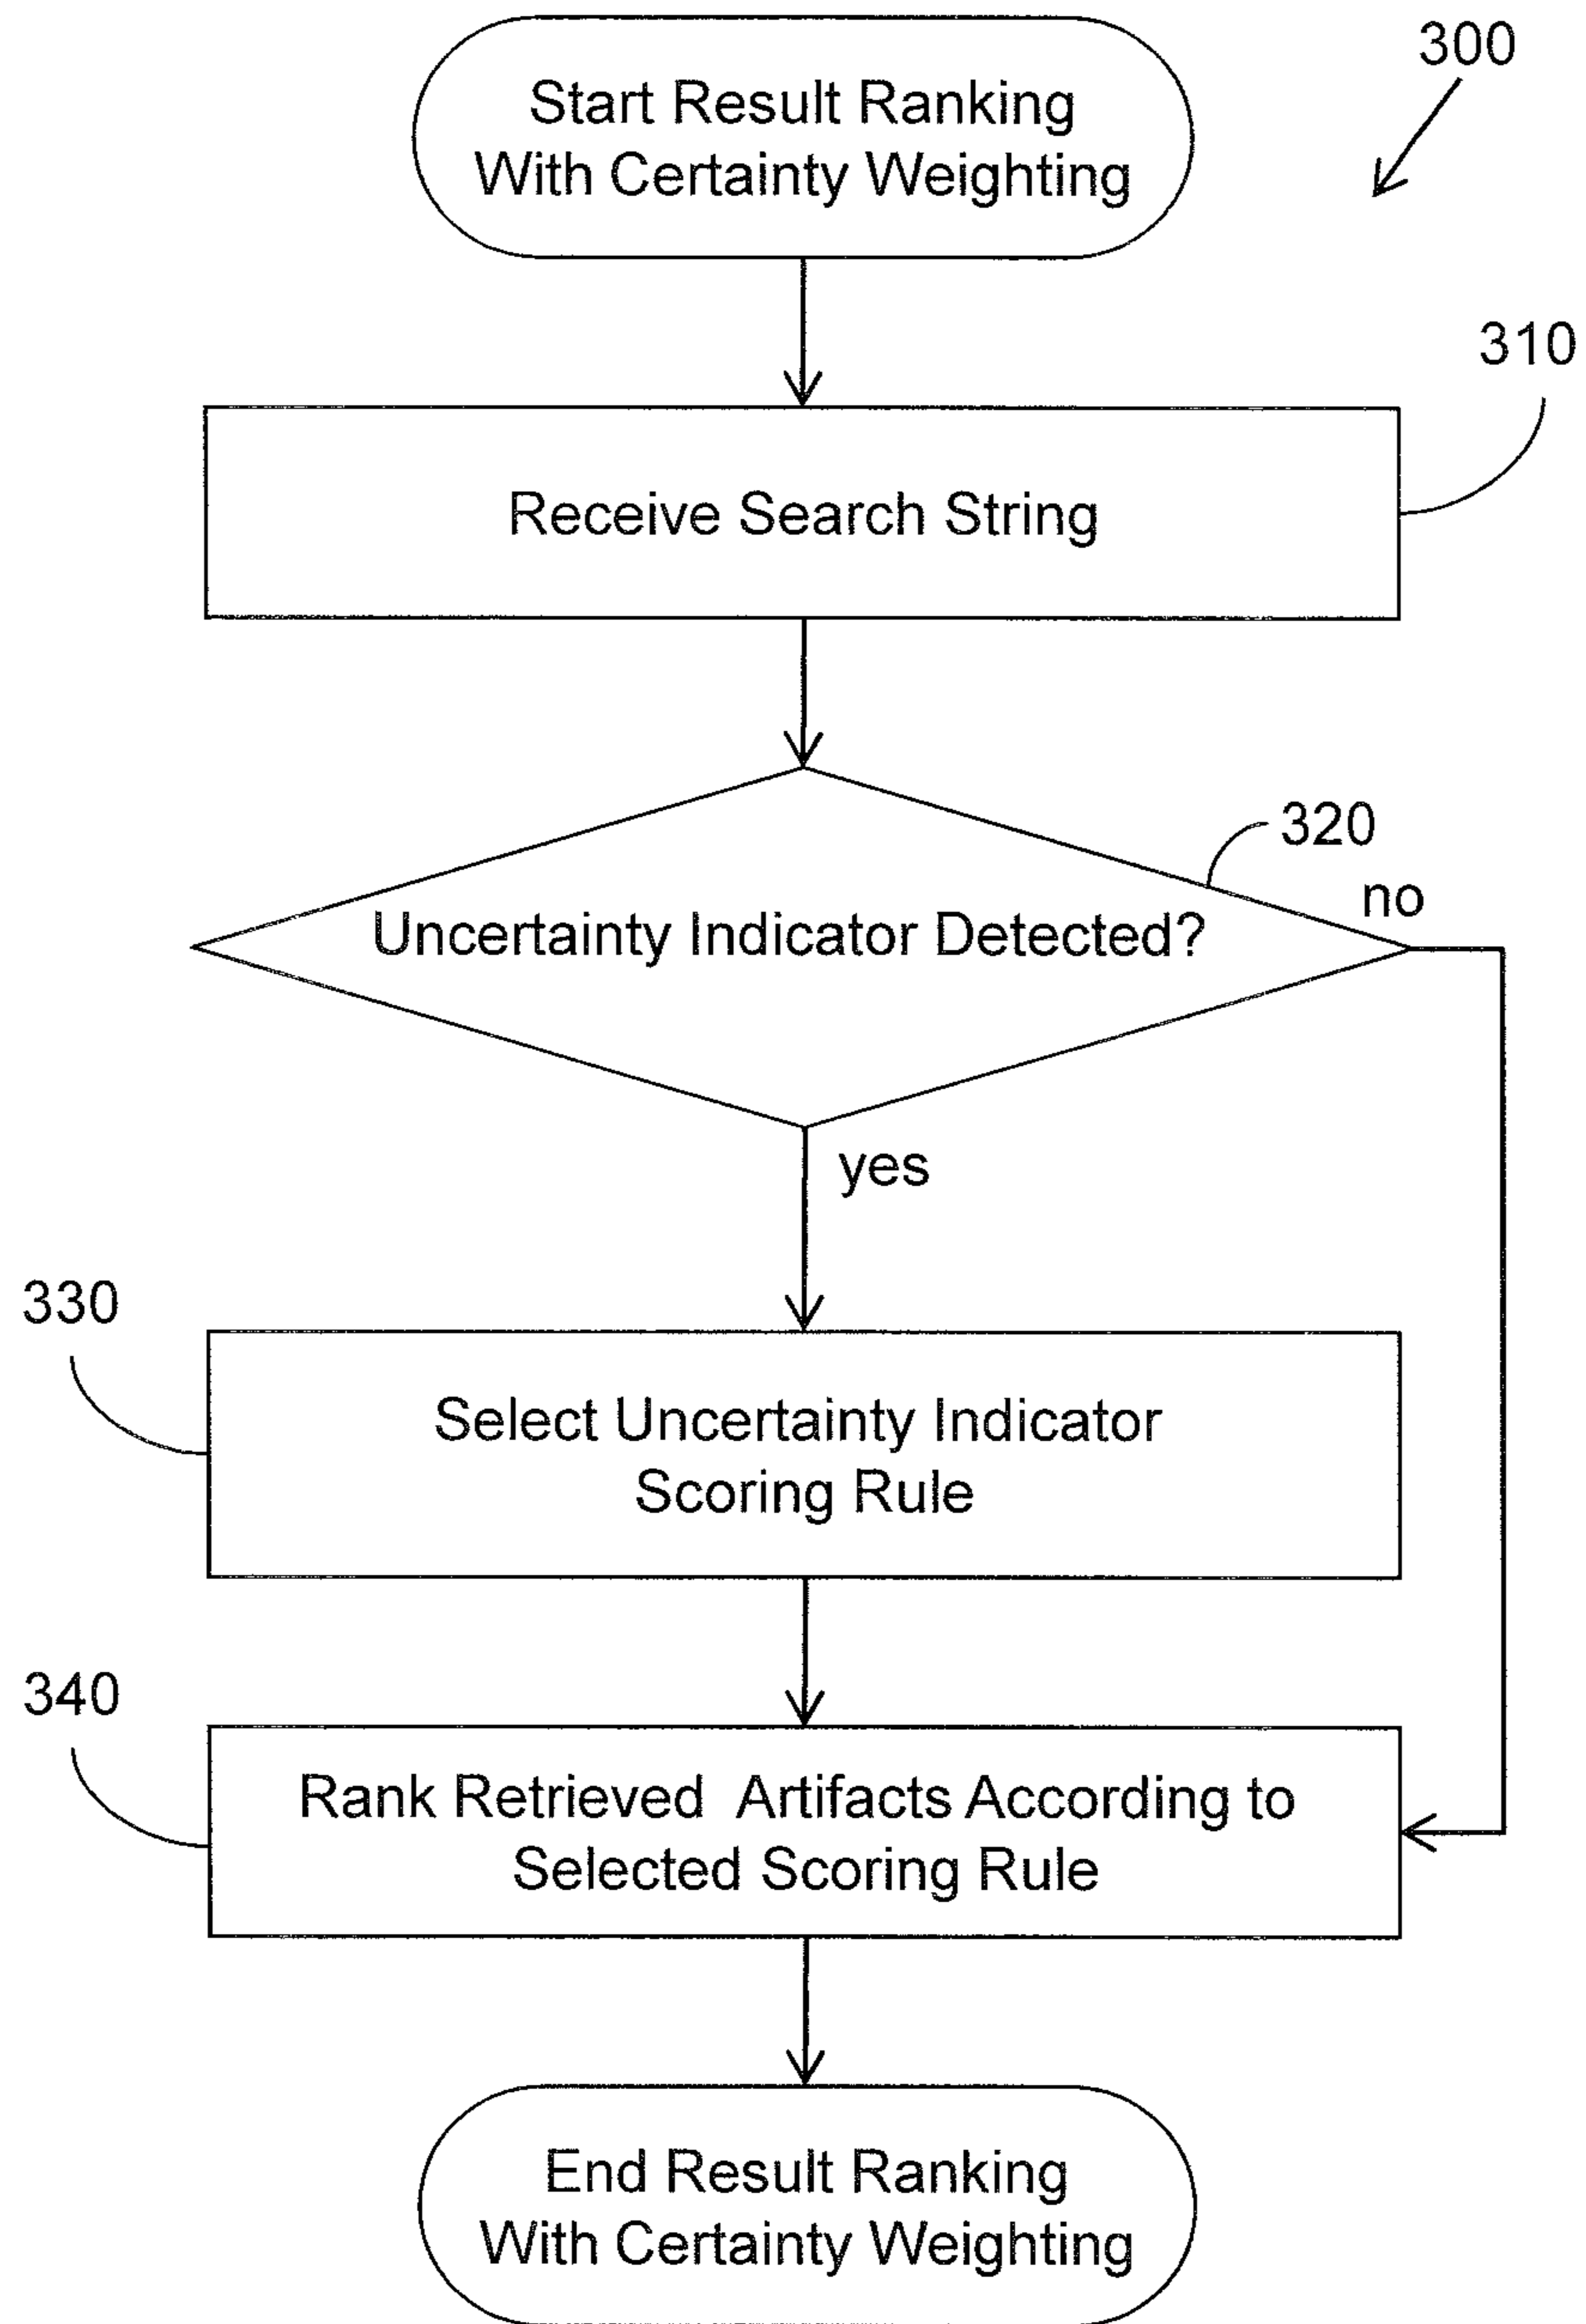 300
Start Result Ranking
With Certainty Weighting
310
Receive Search String
320
no
Uncertainty Indicator Detected?
yes
330
Select Uncertainty Indicator
Scoring Rule
340
Rank Retrieved Artifacts According to
Selected Scoring Rule
End Result Ranking
With Certainty Weighting